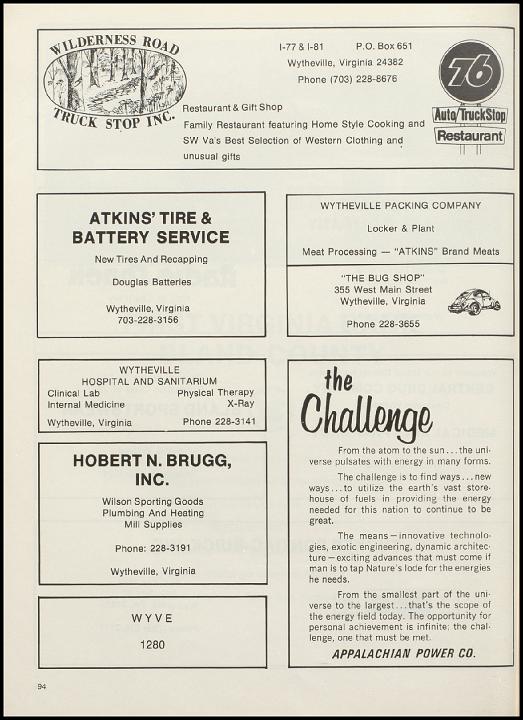 WILDERNESS ROAD
TRUCK STOP INC.
I-77 & I-81 P.O. Box 651
Wytheville, Virginia 24382
Phone (703) 228-8676
Restaurant & Gift Shop
Family Restaurant featuring Home Style Cooking and
SW Va's Best Selection of Western Clothing and
unusual gifts
76
Auto/TruckStop
Restaurant
ATKINS' TIRE &
BATTERY SERVICE
New Tires And Recapping
Douglas Batteries
Wytheville, Virginia
703-228-3156
WYTHEVILLE PACKING COMPANY
Locker & Plant
Meat Processing — "ATKINS" Brand Meats
"THE BUG SHOP"
355 West Main Street
Wytheville, Virginia
Phone 228-3655
WYTHEVILLE
HOSPITAL AND SANITARIUM
Clinical Lab Physical Therapy
Internal Medicine X-Ray
Wytheville, Virginia Phone 228-3141
HOBERT N. BRUGG,
INC.
Wilson Sporting Goods
Plumbing And Heating
Mill Supplies
Phone: 228-3191
Wytheville, Virginia
WYVE
1280
the
Challenge
From the atom to the sun...the uni-
verse pulsates with energy in many forms.
The challenge is to find ways...new
ways...to utilize the earth's vast store-
house of fuels in providing the energy
needed for this nation to continue to be
great.
The means—innovative technolo-
gies, exotic engineering, dynamic architec-
ture—exciting advances that must come if
man is to tap Nature's lode for the energies
he needs.
From the smallest part of the uni-
verse to the largest...that's the scope of
the energy field today. The opportunity for
personal achievement is infinite; the chal-
lenge, one that must be met.
APPALACHIAN POWER CO.
94